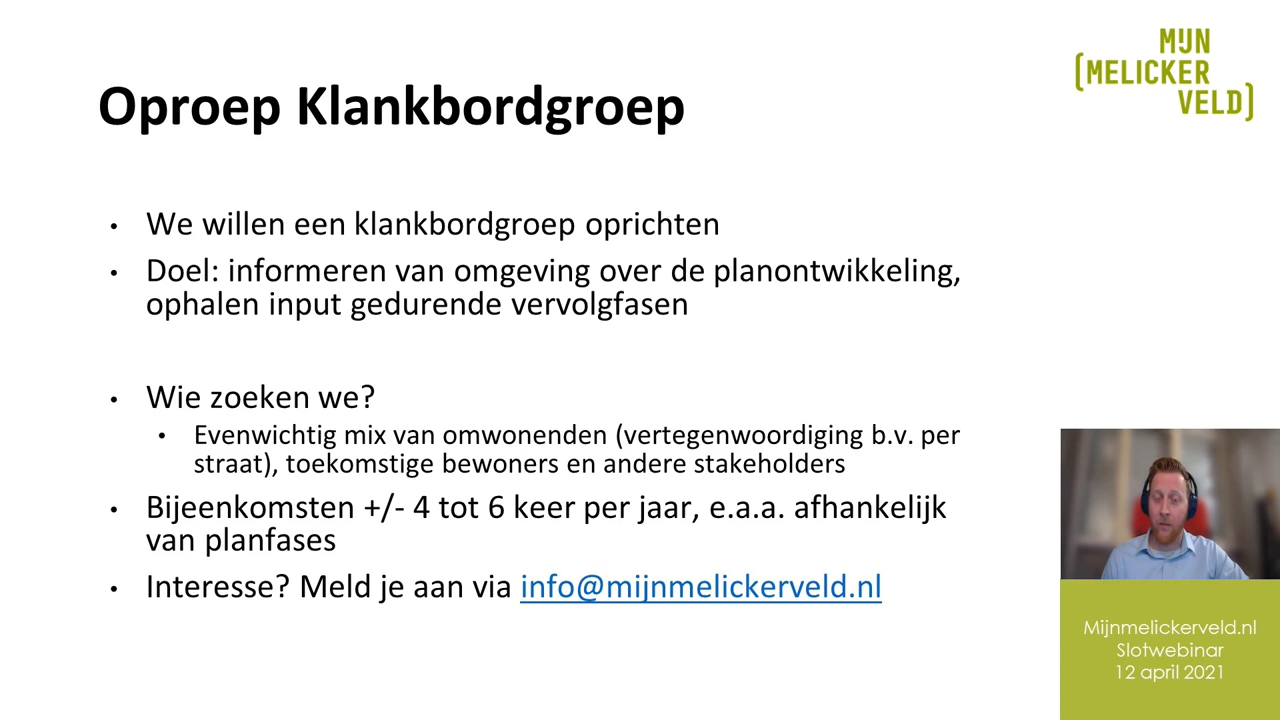 MIJN
(MELICKER
VELD)
Oproep Klankbordgroep
• We willen een klankbordgroep oprichten
• Doel: informeren van omgeving over de planontwikkeling,
ophalen input gedurende vervolgfasen
• Wie zoeken we?
• Evenwichtig mix van omwonenden (vertegenwoordiging b.v. per
straat), toekomstige bewoners en andere stakeholders
• Bijeenkomsten +/- 4 tot 6 keer per jaar, e.a.a. afhankelijk
van planfases
• Interesse? Meld je aan via info@mijnmelickerveld.nl
Mijnmelickerveld.nl
Slotwebinar
12 april 2021